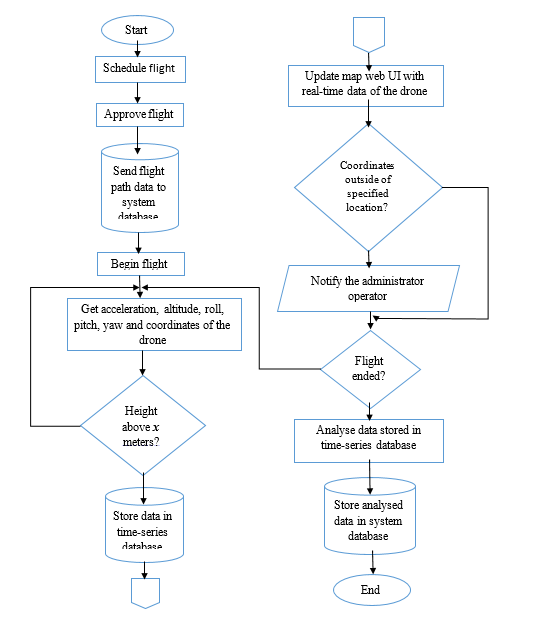 Start
Schedule flight
Approve flight
Send flight
path data to
system
database
Begin flight
Get acceleration, altitude, roll,
pitch, yaw and coordinates of the
drone
Height
above x
meters?
Store data in
time-series
database
Update map web UI with
real-time data of the drone
Coordinates
outside of
specified
location?
Notify the administrator
operator
Flight
ended?
Analyse data stored in
time-series database
Store analysed
data in system
database
End